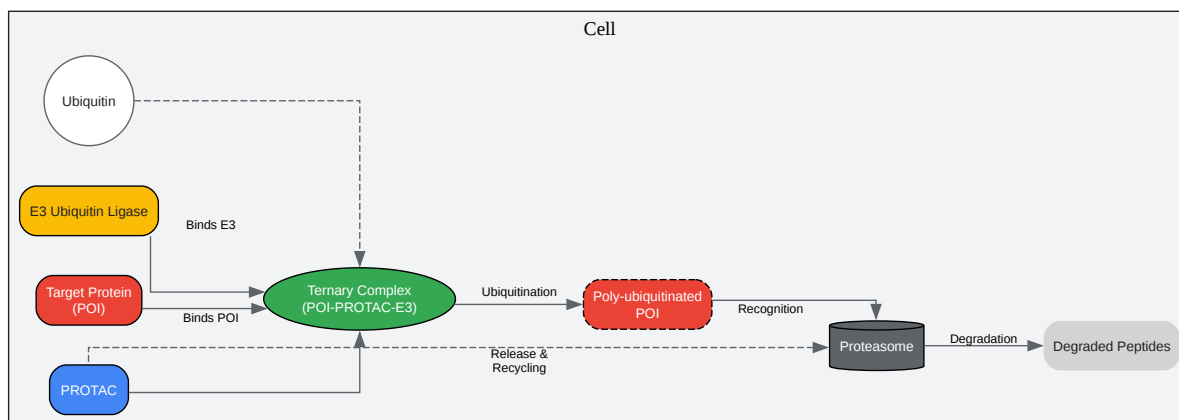 Cell
Ubiquitin
E3 Ubiquitin Ligase
Binds E3
Target Protein
(POI)
Binds POI
Ternary Complex
(POI-PROTAC-E3)
Ubiquitination
Poly-ubiquitinated
POI
Recognition
Proteasome
Degradation
Degraded Peptides
Release &
Recycling
PROTAC